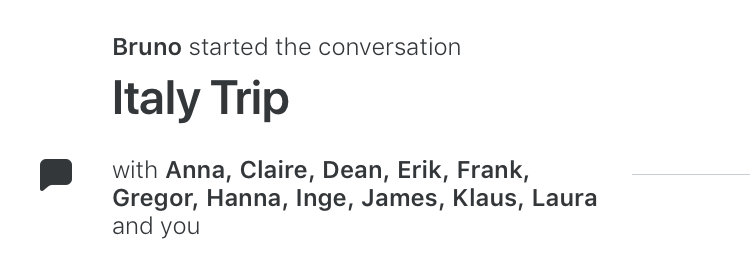 Bruno started the conversation
Italy Trip
with Anna, Claire, Dean, Erik, Frank,
Gregor, Hanna, Inge, James, Klaus, Laura
and you